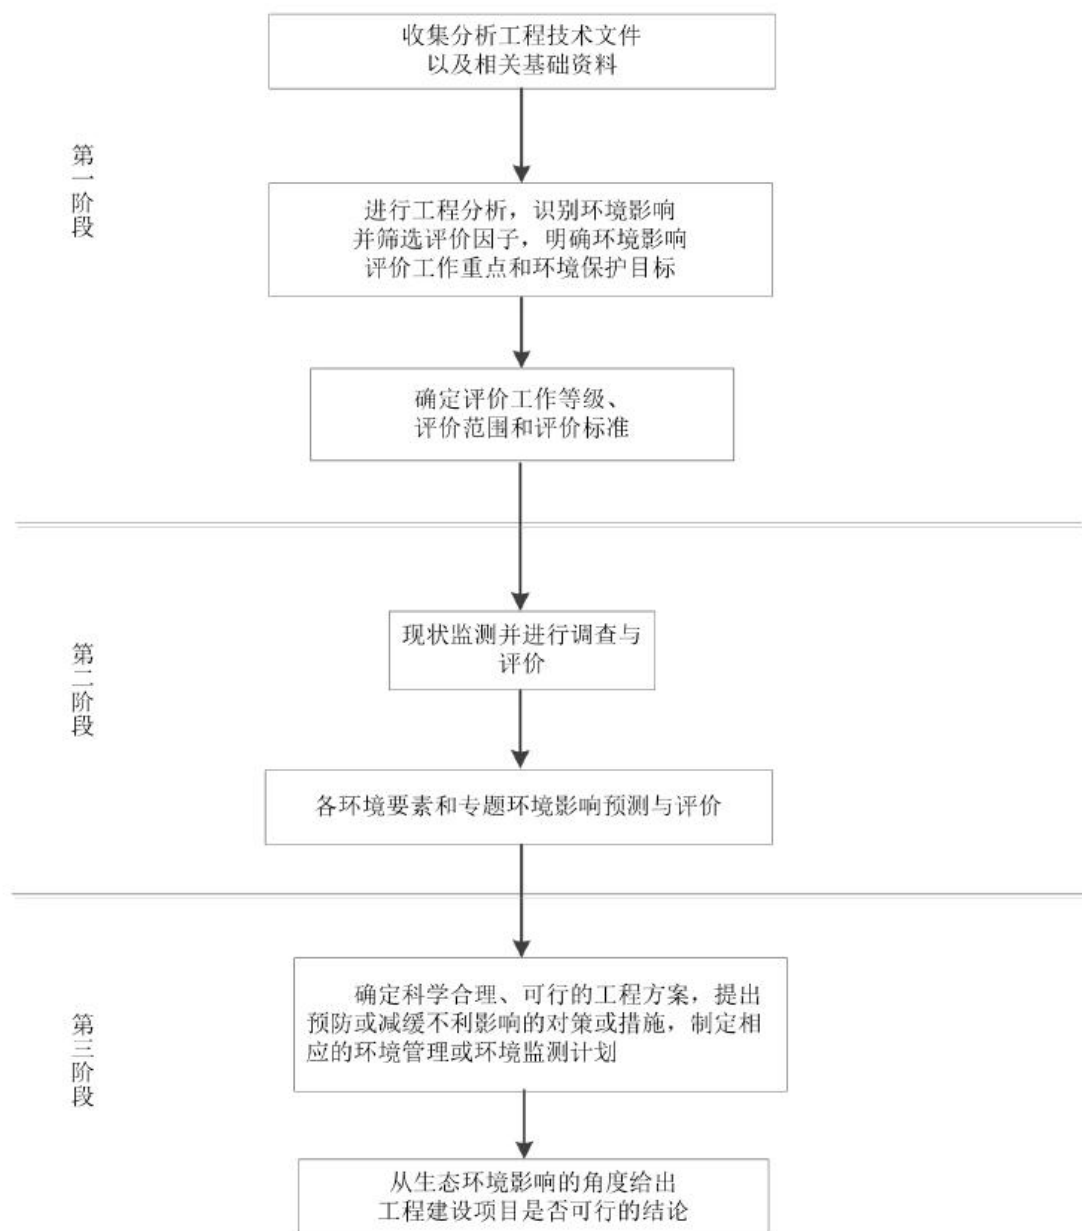 收集分析工程技术文件
以及相关基础资料
第一阶段
进行工程分析，识别环境影响
并筛选评价因子，明确环境影响
评价工作重点和环境保护目标
确定评价工作等级、
评价范围和评价标准
现状监测并进行调查与
评价
第二阶段
各环境要素和专题环境影响预测与评价
确定科学合理、可行的工程方案，提出
预防或减缓不利影响的对策或措施，制定相
应的环境管理或环境监测计划
第三阶段
从生态环境影响的角度给出
工程建设项目是否可行的结论